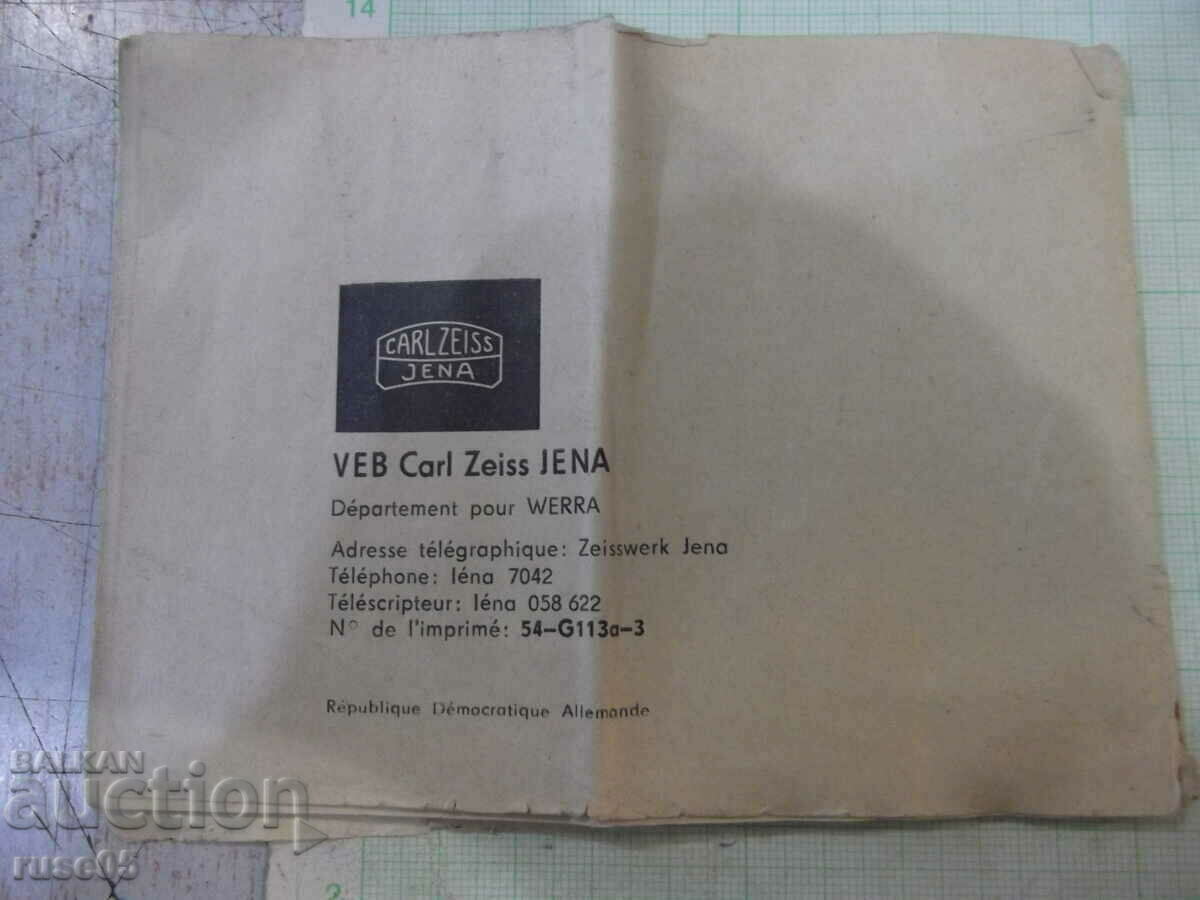 14
CARL ZEISS
JENA
VEB Carl Zeiss JENA
Département pour WERRA
Adresse télégraphique: Zeisswerk Jena
Téléphone: Iéna 7042
Téléscripteur: Iéna 058 622
N° de l'imprimé: 54-G113a-3
République Démocratique Allemande
BALKAN
auction
ruse05
2